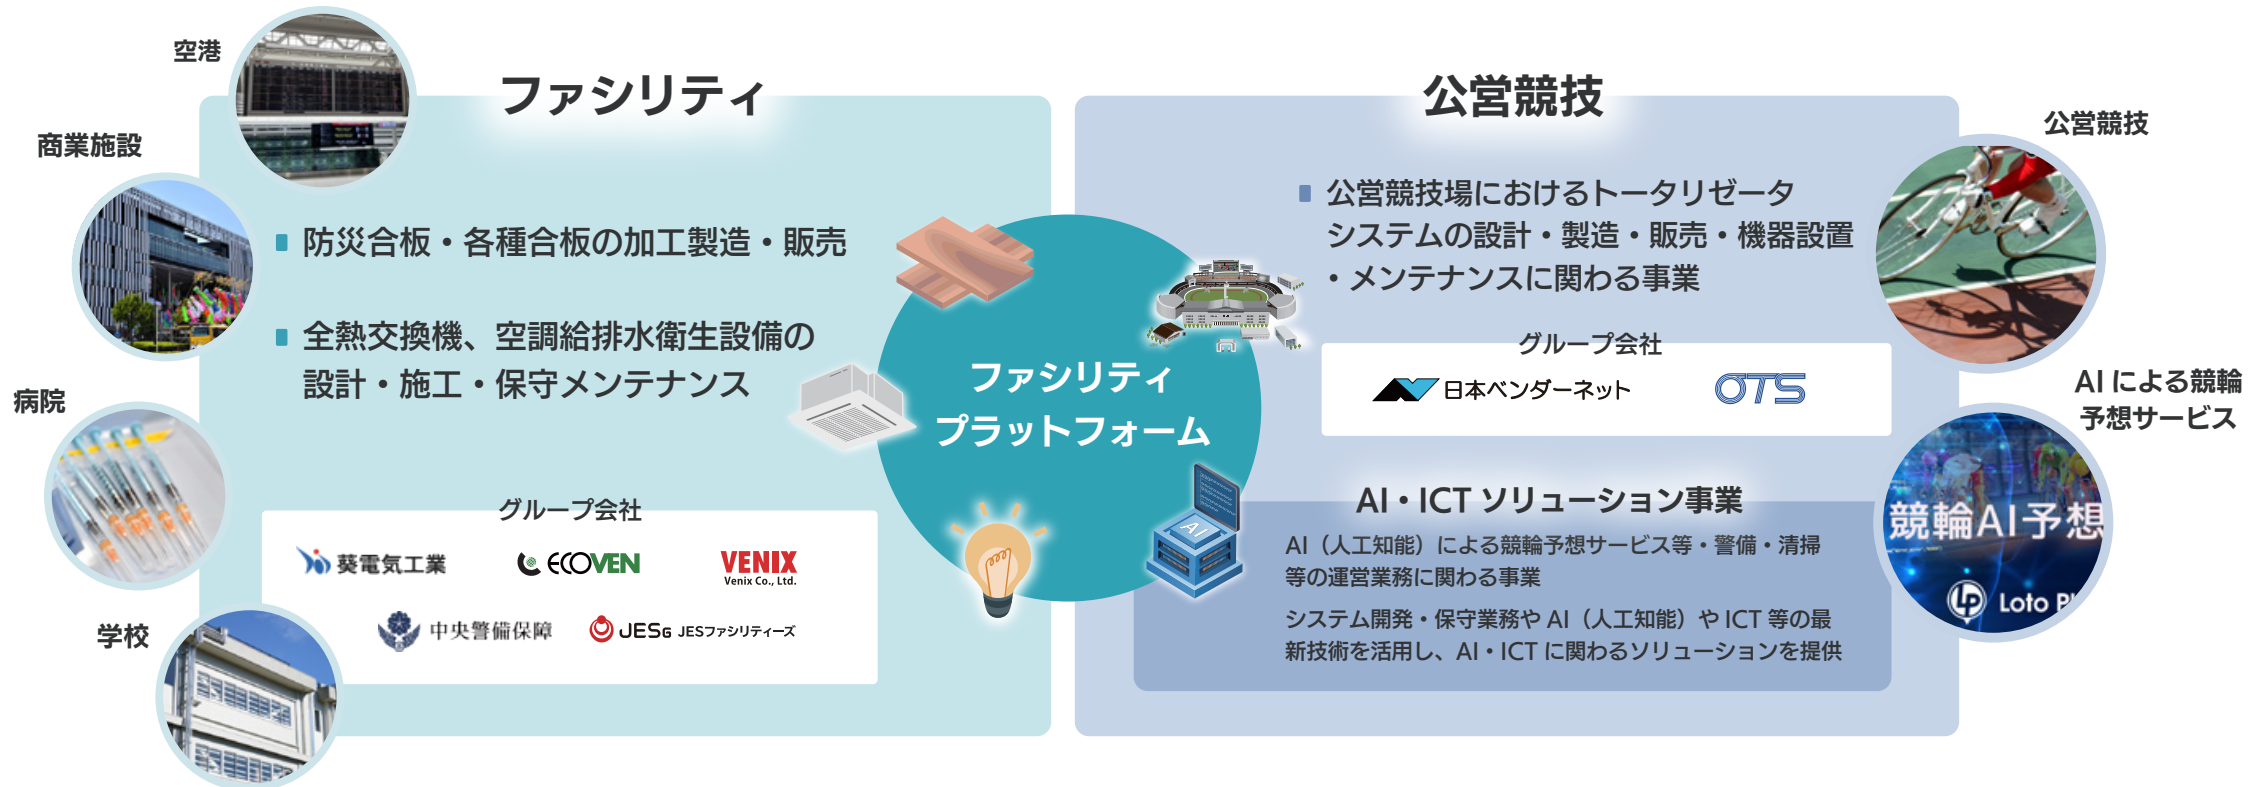 空港
商業施設
病院
学校
ファシリティ
防災合板・各種合板の加工製造・販売
全熱交換機、空調給排水衛生設備の
設計・施工・保守メンテナンス
グループ会社
葵電気工業
ECOVEN
VENIX
Venix Co., Ltd.
中央警備保障
JESG JESファシリティーズ
ファシリティ
プラットフォーム
AI
公営競技
公営競技場におけるトータリゼータ
システムの設計・製造・販売・機器設置
・メンテナンスに関わる事業
グループ会社
日本ベンダーネット
OTS
AI・ICT ソリューション事業
AI（人工知能）による競輪予想サービス等・警備・清掃
等の運営業務に関わる事業
システム開発・保守業務や AI（人工知能）や ICT 等の最
新技術を活用し、AI・ICT に関わるソリューションを提供
公営競技
AI による競輪
予想サービス
競輪AI予想
LP Loto